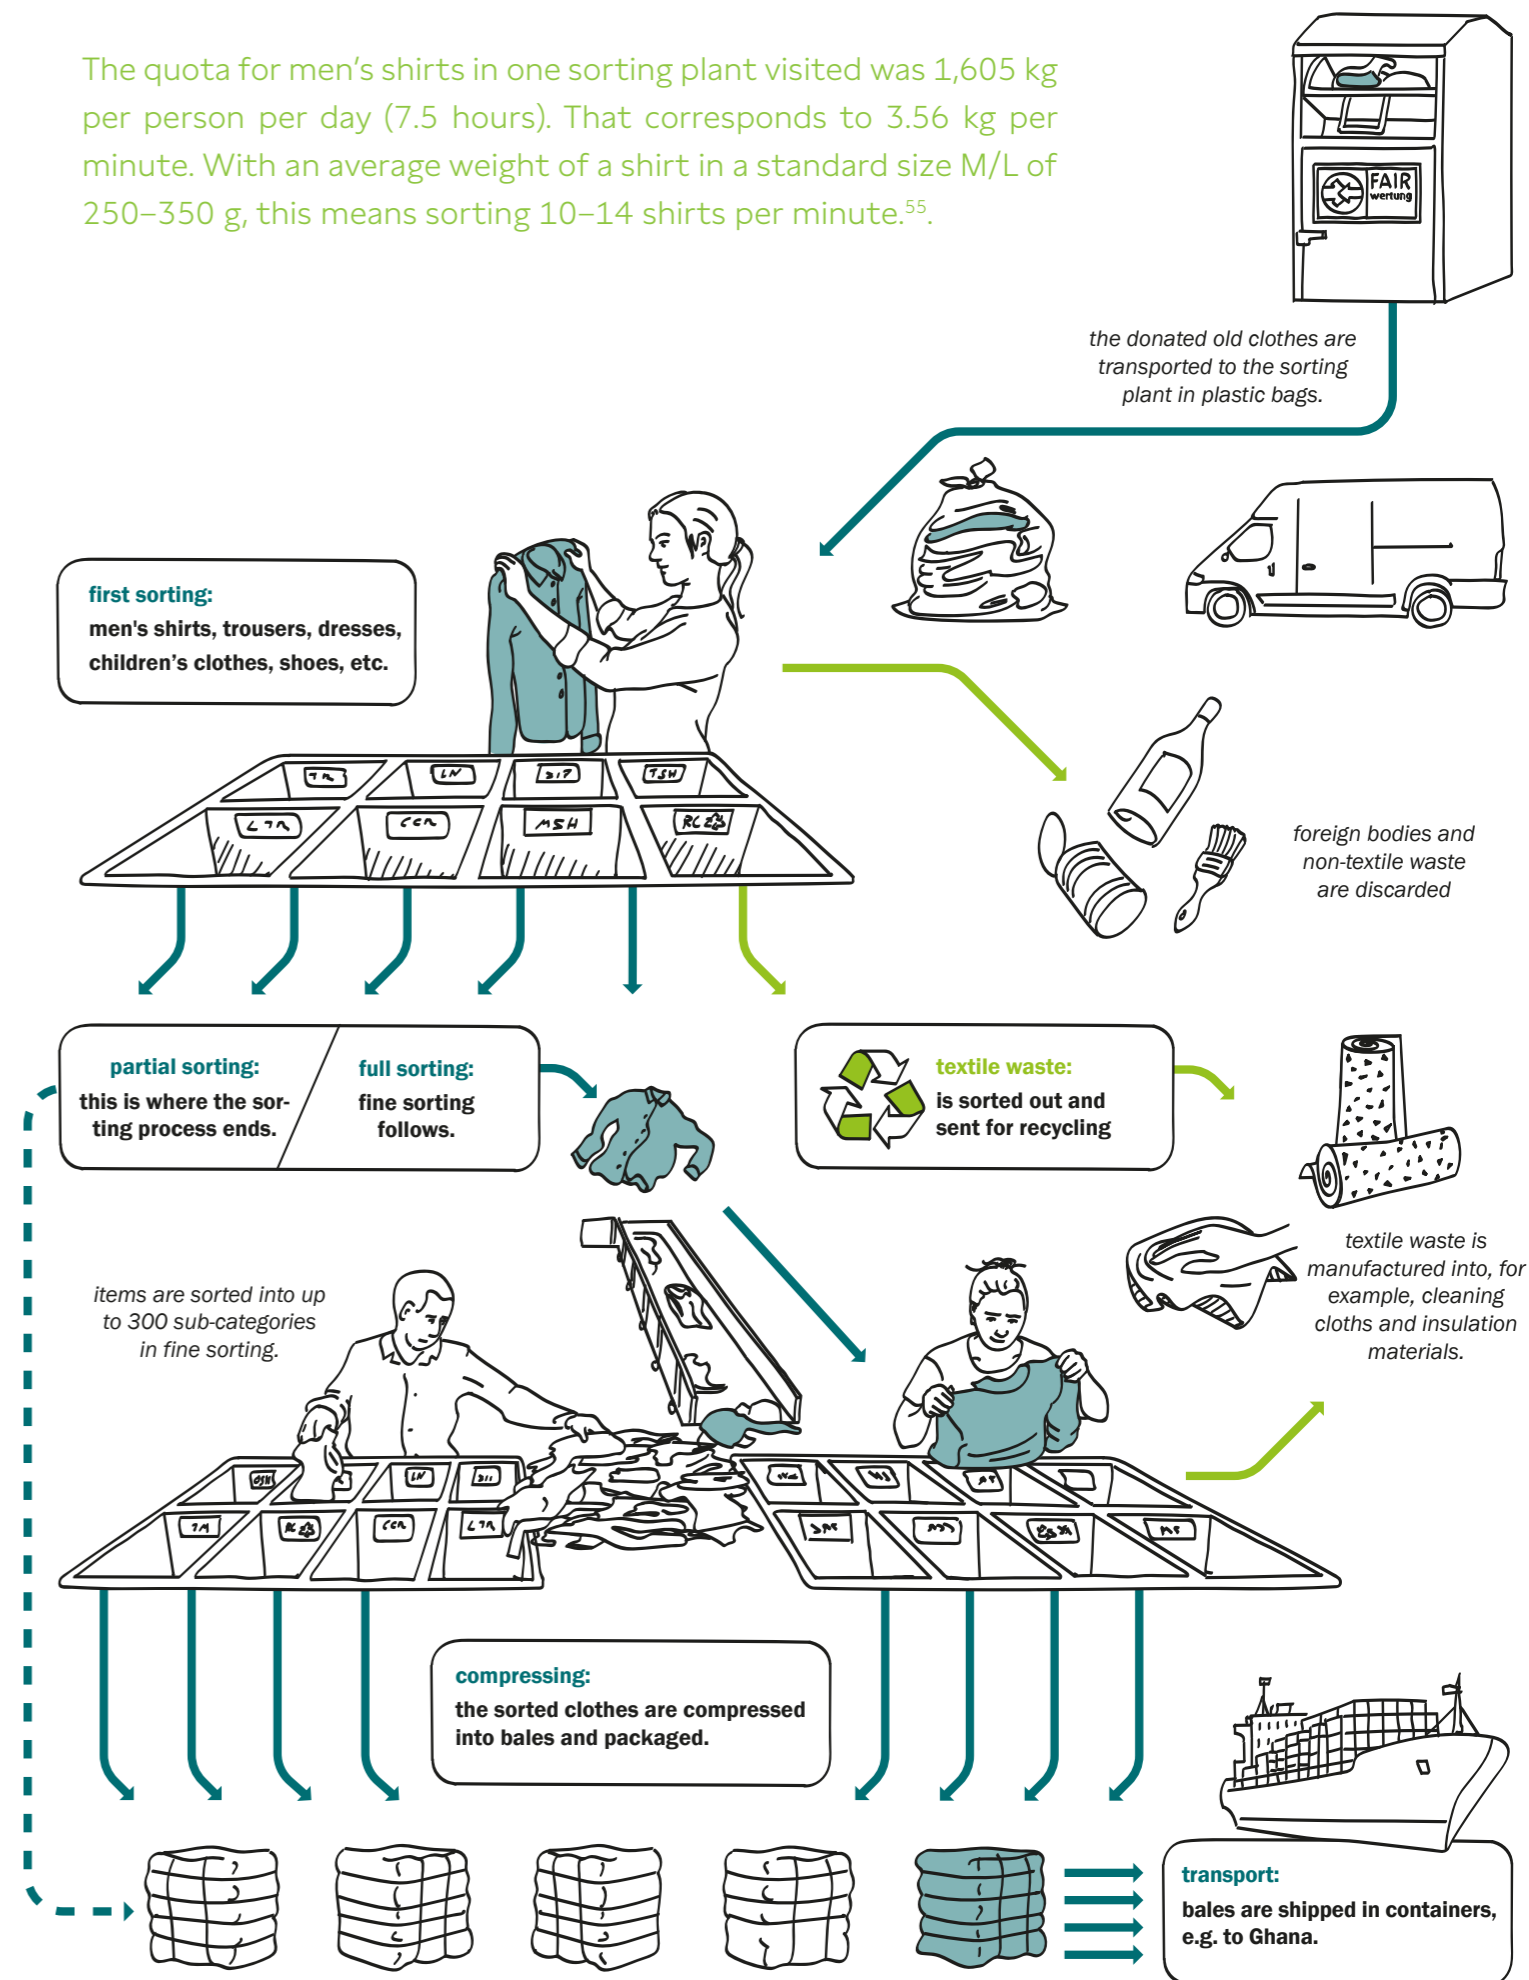 The quota for men’s shirts in one sorting plant visited was 1,605 kg
per person per day (7.5 hours). That corresponds to 3.56 kg per
minute. With an average weight of a shirt in a standard size M/L of
250–350 g, this means sorting 10–14 shirts per minute.⁵⁵.
FAIR
wertung
the donated old clothes are
transported to the sorting
plant in plastic bags.
first sorting:
men's shirts, trousers, dresses,
children’s clothes, shoes, etc.
LN
TSH
CCR
MSH
foreign bodies and
non-textile waste
are discarded
partial sorting:
this is where the sor-
ting process ends.
full sorting:
fine sorting
follows.
textile waste:
is sorted out and
sent for recycling
textile waste is
manufactured into, for
example, cleaning
cloths and insulation
materials.
items are sorted into up
to 300 sub-categories
in fine sorting.
LN
CCR
compressing:
the sorted clothes are compressed
into bales and packaged.
transport:
bales are shipped in containers,
e.g. to Ghana.